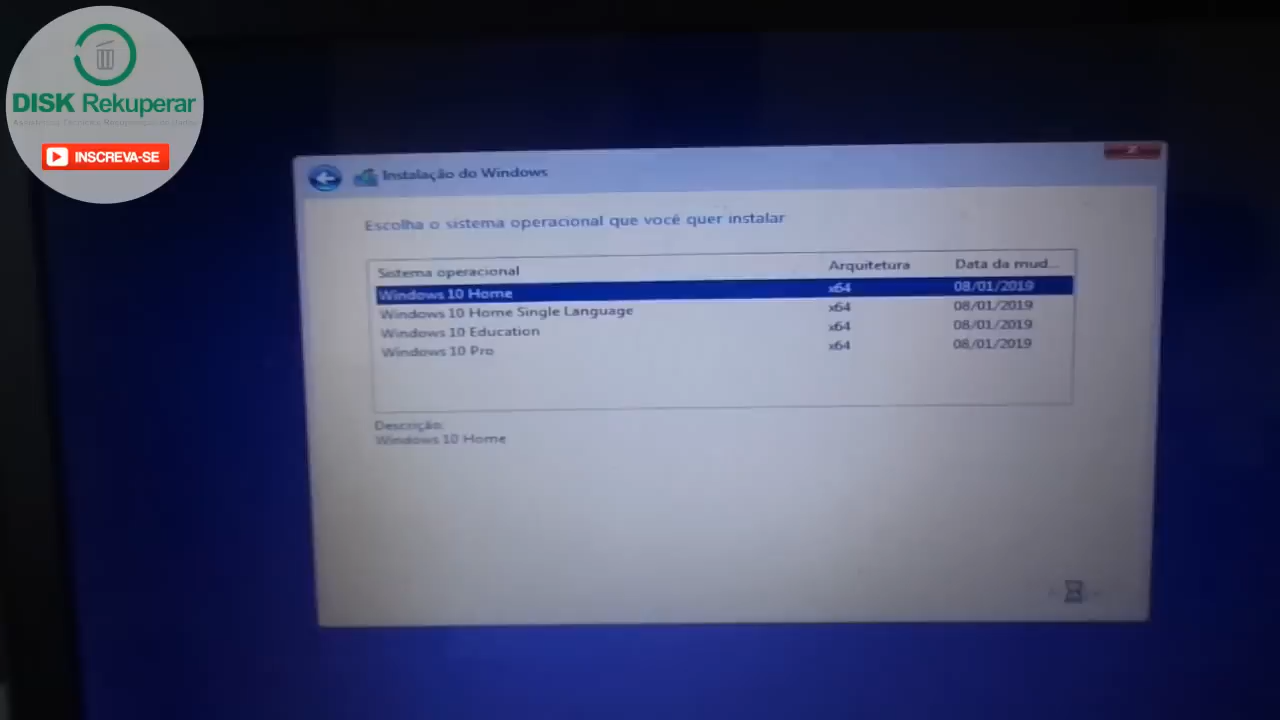 DISK Rekuperar
INSCREVA-SE
Instalação do Windows
Escolha o sistema operacional que você quer instalar
Sistema operacional Arquitetura Data da mud...
Windows 10 Home x64 08/01/2019
Windows 10 Home Single Language x64 08/01/2019
Windows 10 Education x64 08/01/2019
Windows 10 Pro x64 08/01/2019
Descrição:
Windows 10 Home